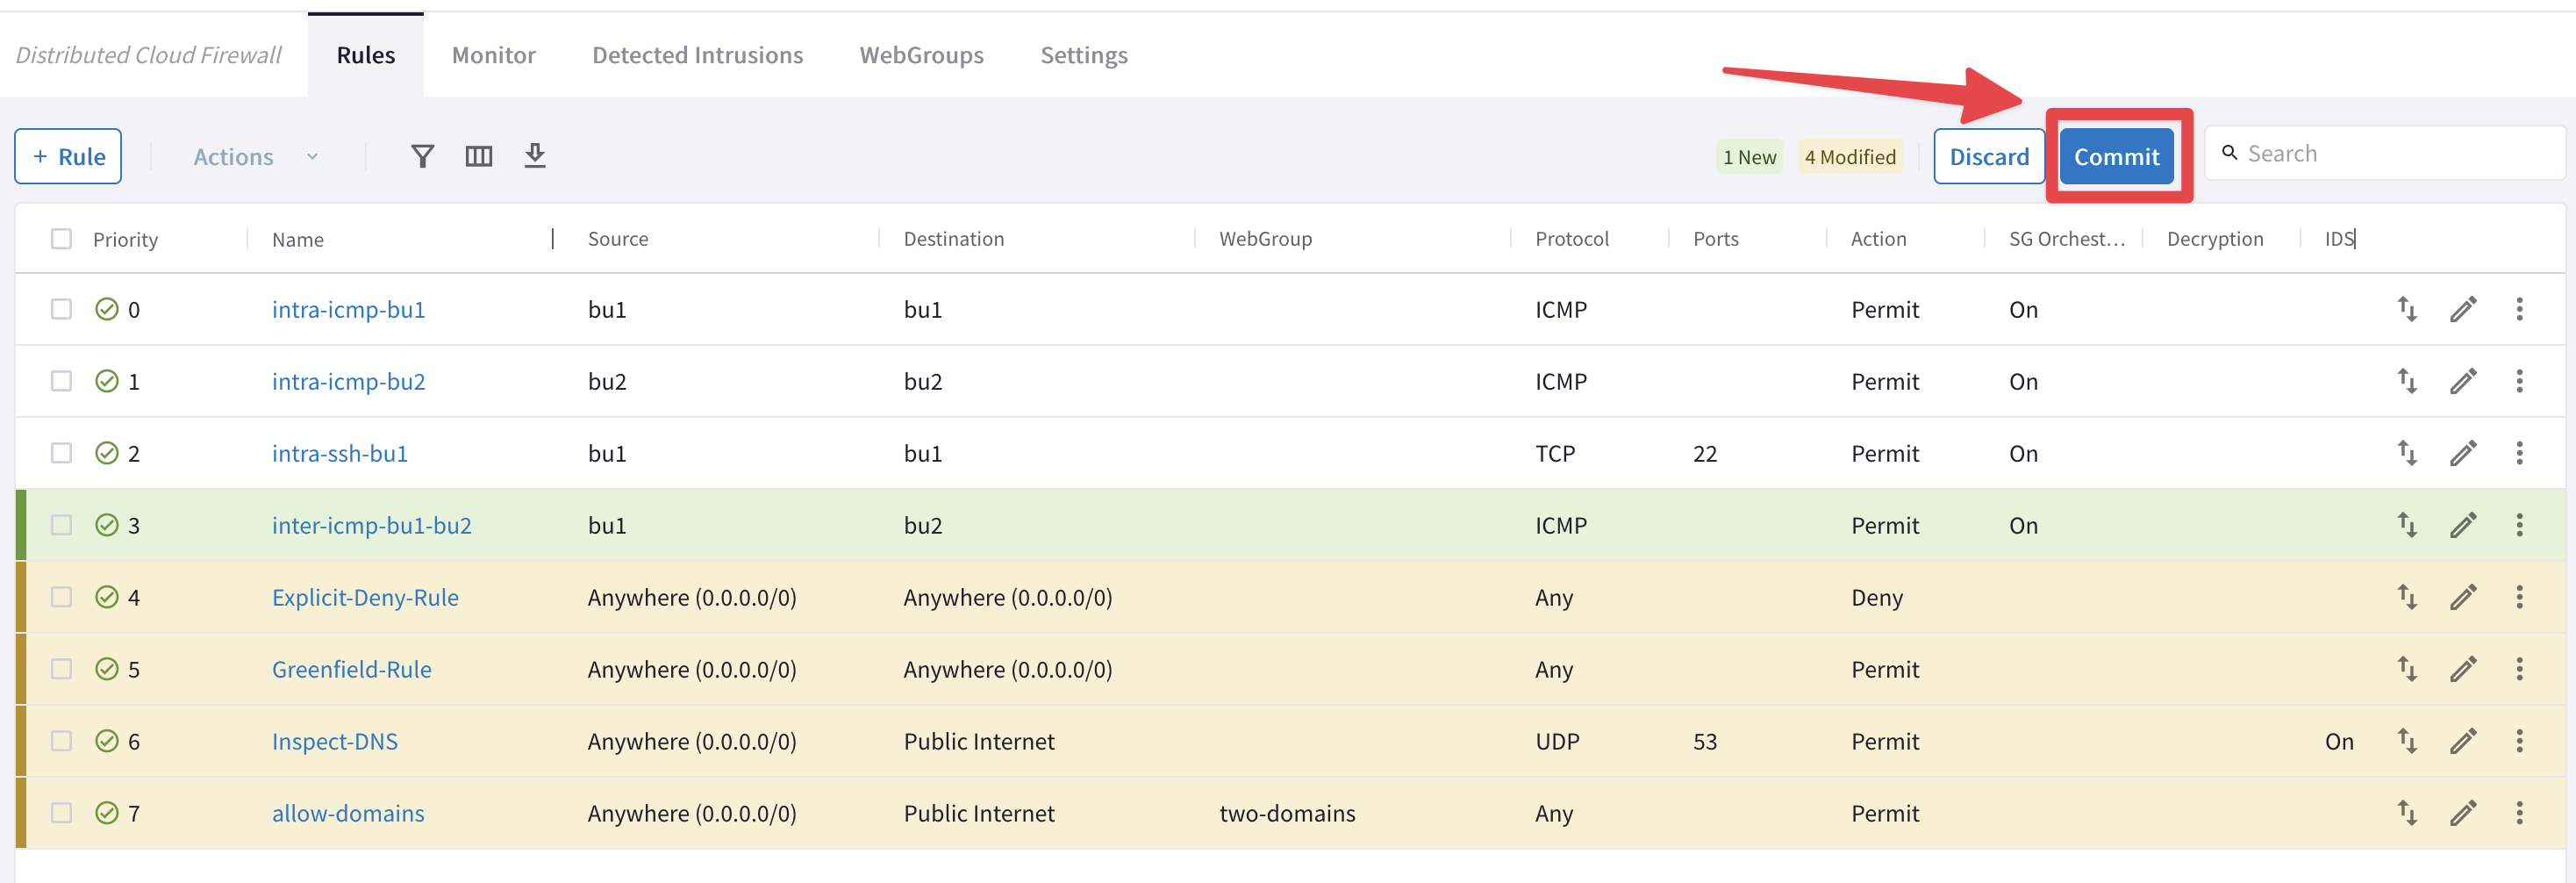 Distributed Cloud Firewall Rules Monitor Detected Intrusions WebGroups Settings
+ Rule Actions 1 New 4 Modified Discard Commit Search
Priority Name Source Destination WebGroup Protocol Ports Action SG Orchest... Decryption IDS
0 intra-icmp-bu1 bu1 bu1 ICMP Permit On
1 intra-icmp-bu2 bu2 bu2 ICMP Permit On
2 intra-ssh-bu1 bu1 bu1 TCP 22 Permit On
3 inter-icmp-bu1-bu2 bu1 bu2 ICMP Permit On
4 Explicit-Deny-Rule Anywhere (0.0.0.0/0) Anywhere (0.0.0.0/0) Any Deny
5 Greenfield-Rule Anywhere (0.0.0.0/0) Anywhere (0.0.0.0/0) Any Permit
6 Inspect-DNS Anywhere (0.0.0.0/0) Public Internet UDP 53 Permit On
7 allow-domains Anywhere (0.0.0.0/0) Public Internet two-domains Any Permit